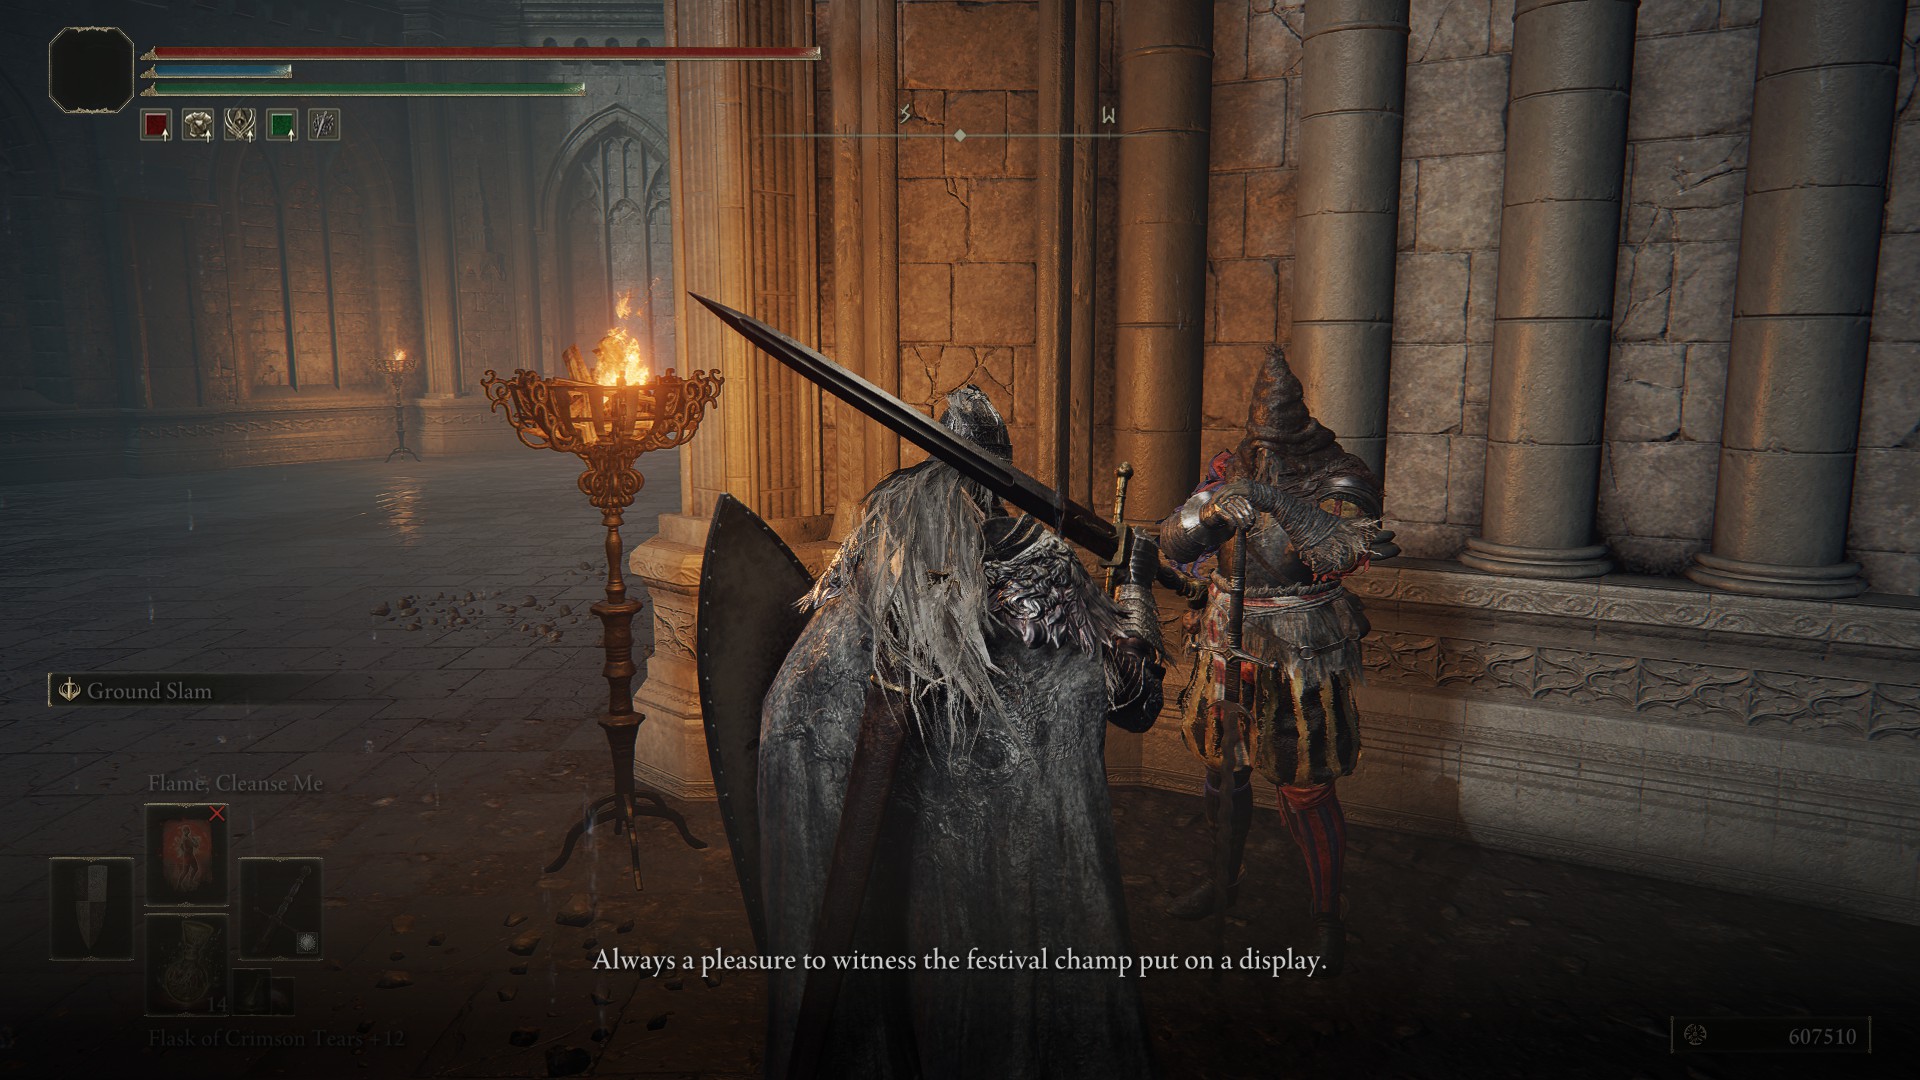 S
W
Ground Slam
Flame, Cleanse Me
14
Flask of Crimson Tears +12
Always a pleasure to witness the festival champ put on a display.
607510